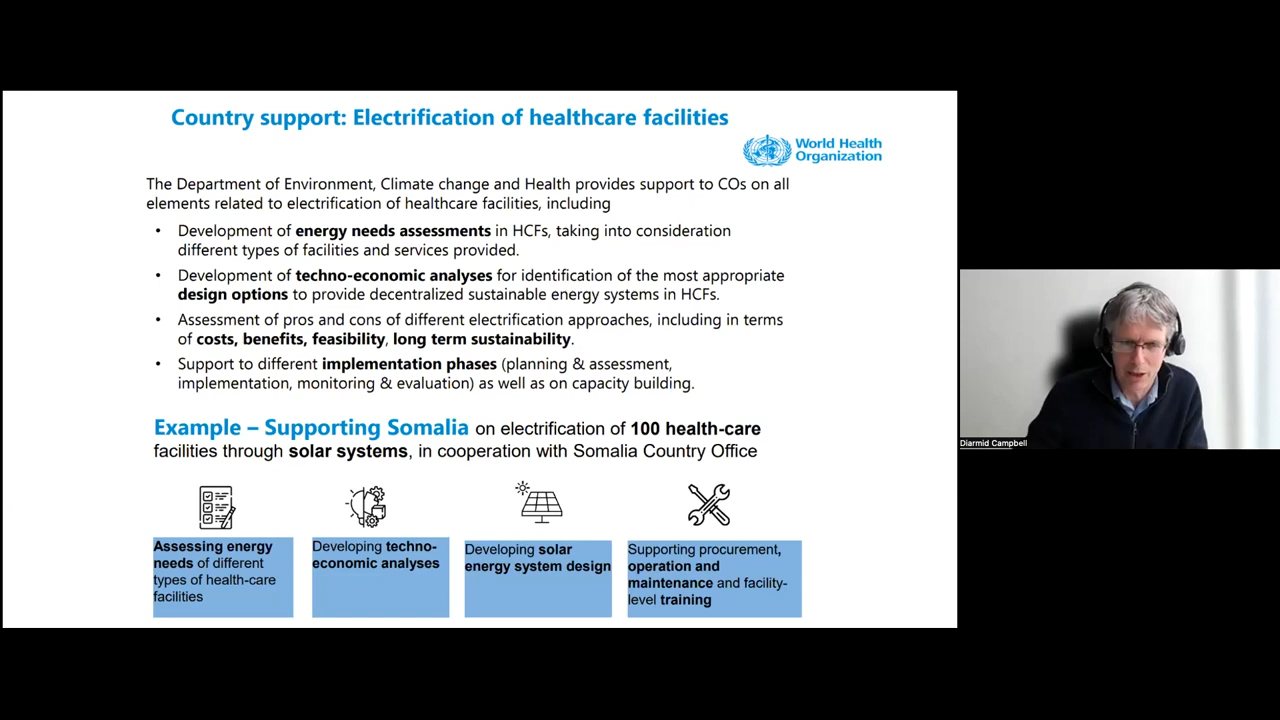 Country support: Electrification of healthcare facilities
World Health
Organization
The Department of Environment, Climate change and Health provides support to COs on all
elements related to electrification of healthcare facilities, including
• Development of energy needs assessments in HCFs, taking into consideration
different types of facilities and services provided.
• Development of techno-economic analyses for identification of the most appropriate
design options to provide decentralized sustainable energy systems in HCFs.
• Assessment of pros and cons of different electrification approaches, including in terms
of costs, benefits, feasibility, long term sustainability.
• Support to different implementation phases (planning & assessment,
implementation, monitoring & evaluation) as well as on capacity building.
Example – Supporting Somalia on electrification of 100 health-care
facilities through solar systems, in cooperation with Somalia Country Office
Assessing energy
needs of different
types of health-care
facilities
Developing techno-
economic analyses
Developing solar
energy system design
Supporting procurement,
operation and
maintenance and facility-
level training
Diarmid Campbell